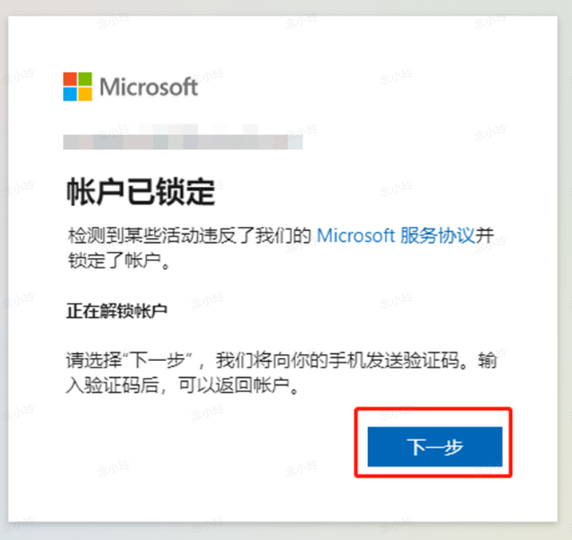 Microsoft
帐户已锁定
检测到某些活动违反了我们的 Microsoft 服务协议并
锁定了帐户。
正在解锁帐户
请选择“下一步”，我们将向你的手机发送验证码。输
入验证码后，可以返回帐户。
下一步